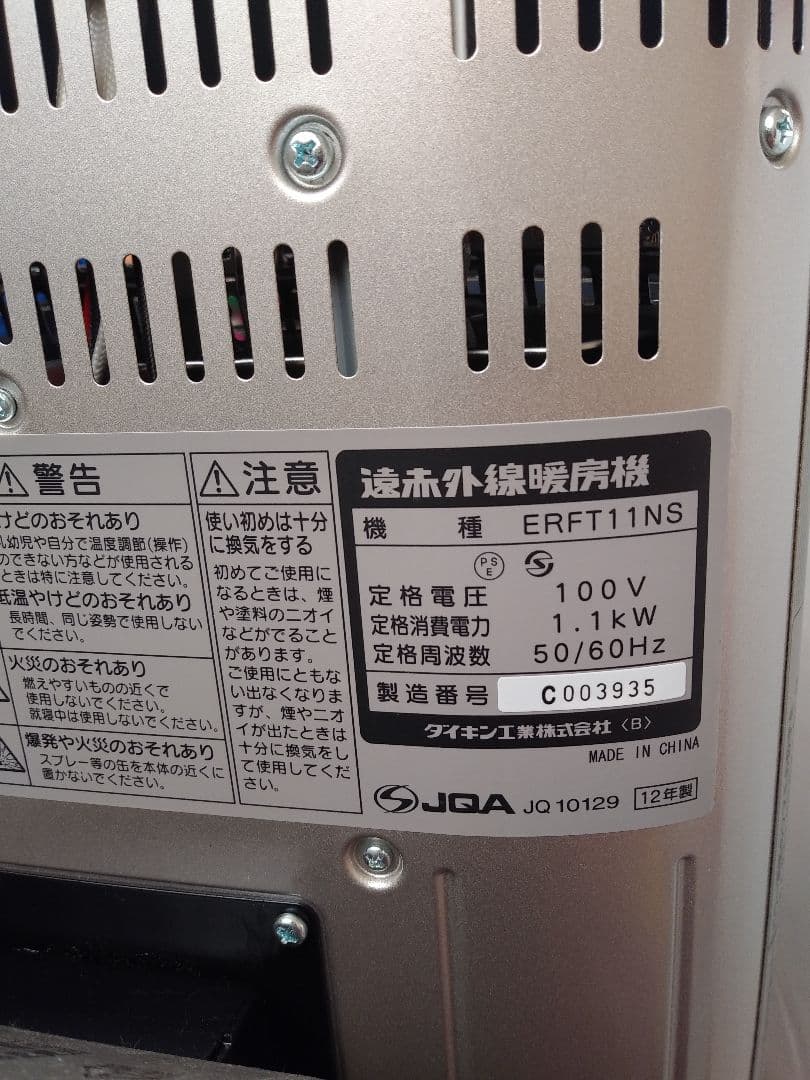 警告
けどのおそれあり
幼児や自分で温度調節(操作)
のできない方などが使用される
ときは特に注意してください。
低温やけどのおそれあり
長時間、同じ姿勢で使用しない
でください。
火災のおそれあり
燃えやすいものの近くで
使用しないでください。
就寝中は使用しないでください。
爆発や火災のおそれあり
スプレー等の缶を本体の近くに
置かないでください。
注意
使い初めは十分
に換気をする
初めてご使用に
なるときは、煙
や塗料のニオイ
などがでること
があります。
ご使用にともな
い出なくなりま
すが、煙やニオ
イが出たときは
十分に換気をし
て使用してくだ
さい。
遠赤外線暖房機
機種 ERFT11NS
PS
E
定格電圧 100V
定格消費電力 1.1kW
定格周波数 50/60Hz
製造番号 C003935
ダイキン工業株式会社〈B〉
MADE IN CHINA
JQA JQ10129 12年製